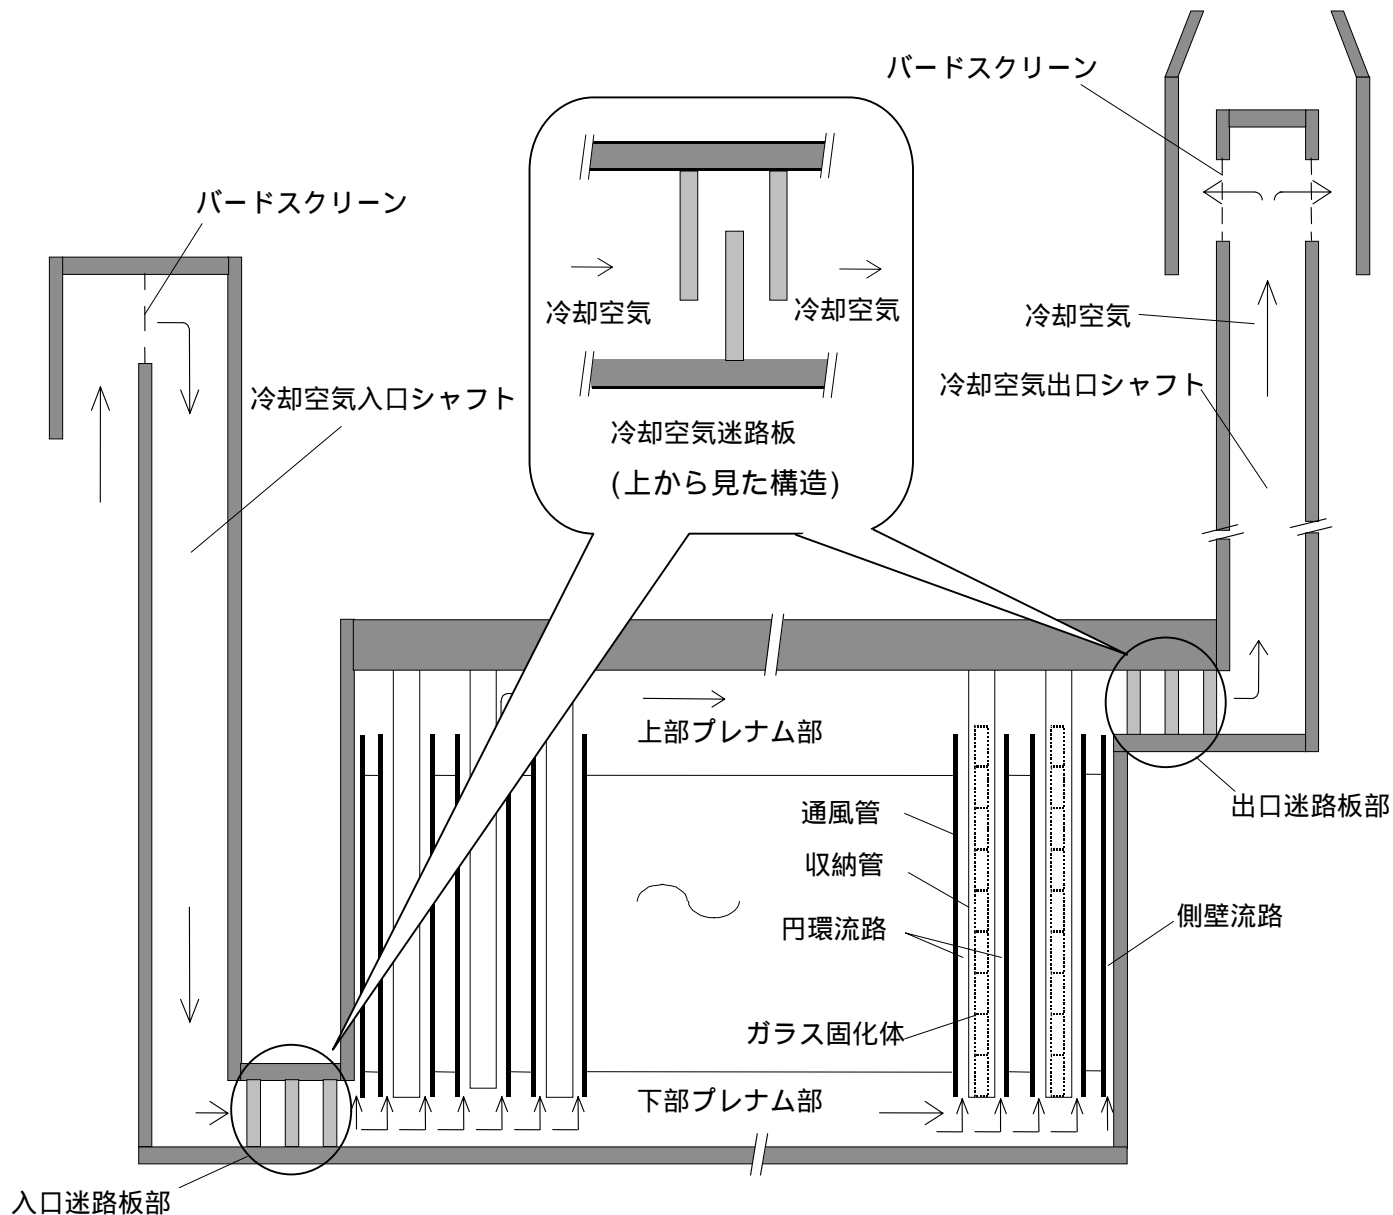 バードスクリーン
バードスクリーン
冷却空気
冷却空気
冷却空気
冷却空気出口シャフト
冷却空気入口シャフト
冷却空気迷路板
(上から見た構造)
上部プレナム部
出口迷路板部
通風管
収納管
円環流路
側壁流路
ガラス固化体
下部プレナム部
入口迷路板部